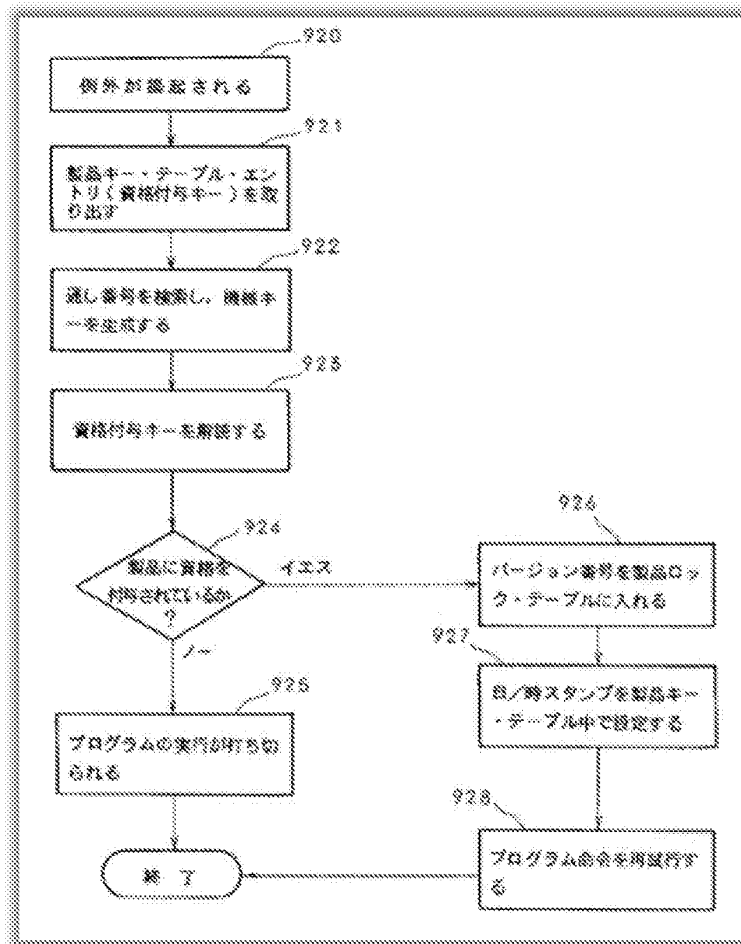 920
例外が喚起される
921
製品キー・テーブル・エン
トリ(資格付与キー)を取
り出す
922
通し番号を検索し、機械キ
ーを生成する
923
資格付与キーを解読する
924
製品に資格を
付与されているか
?
イエス
ノー
925
プログラムの実行が打ち切
られる
926
バージョン番号を製品ロッ
ク・テーブルに入れる
927
日/時スタンプを製品キー
・テーブル中で設定する
928
プログラム命令を再試行す
る
終了